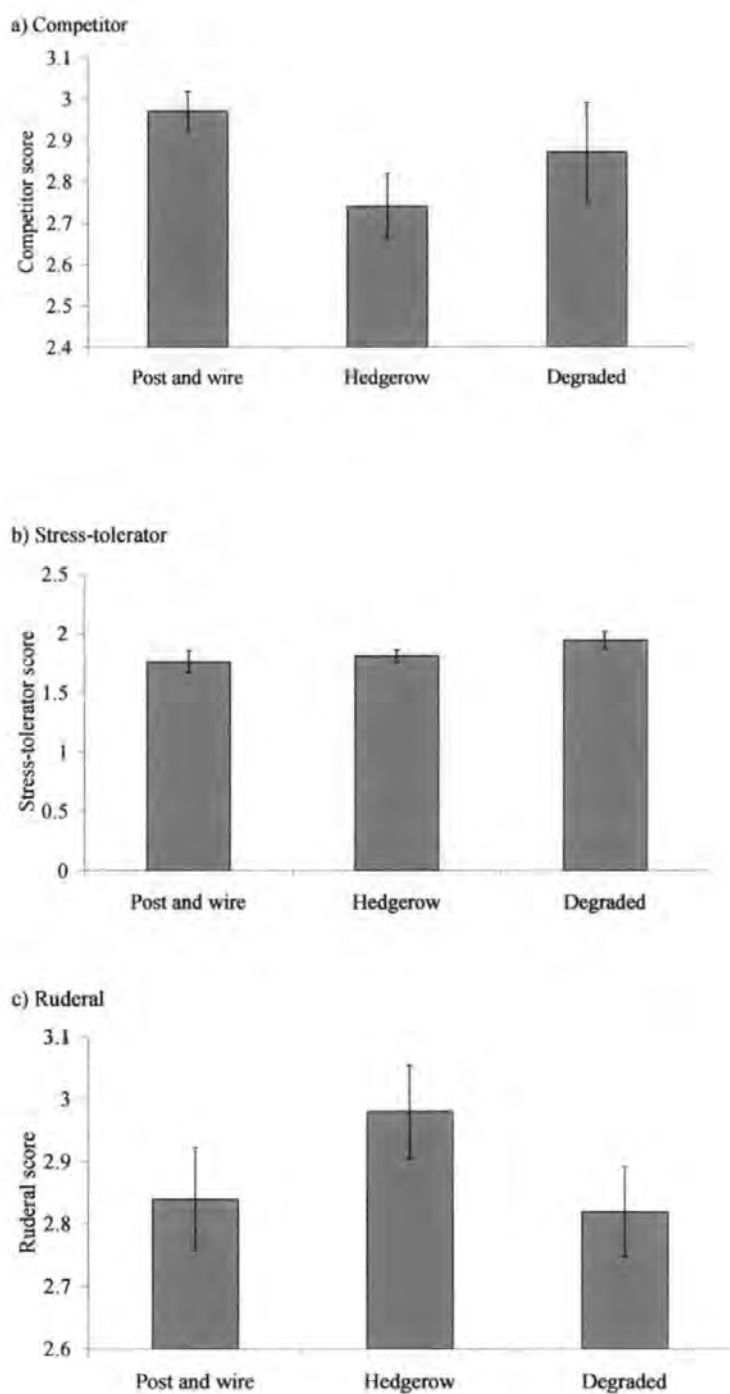 a) Competitor
3.1
3
2.9
2.8
2.7
2.6
2.5
2.4
Competitor score
Post and wire Hedgerow Degraded
b) Stress-tolerator
2.5
2
1.5
1
0.5
0
Stress-tolerator score
Post and wire Hedgerow Degraded
c) Ruderal
3.1
3
2.9
2.8
2.7
2.6
Ruderal score
Post and wire Hedgerow Degraded